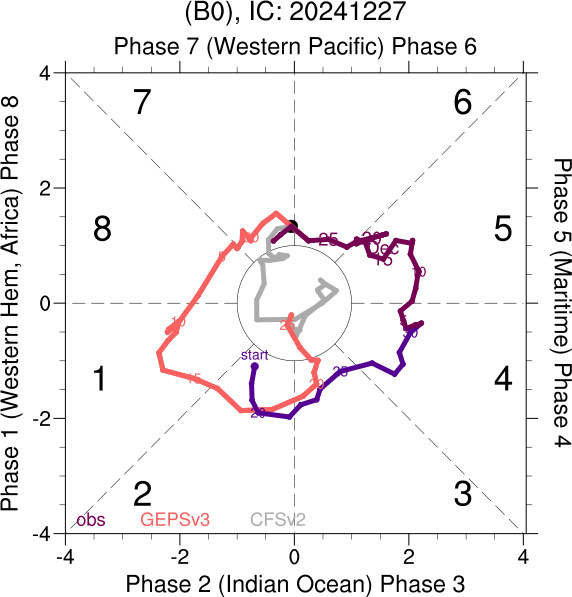 (B0), IC: 20241227
Phase 7 (Western Pacific) Phase 6
Phase 1 (Western Hem, Africa) Phase 8
Phase 5 (Maritime) Phase 4
4
2
0
-2
-4
7
6
8
5
1
4
2
3
25
Dec
15
10
start
20
25
15
10
obs
GEPSv3
CFSv2
-4
-2
0
2
4
Phase 2 (Indian Ocean) Phase 3